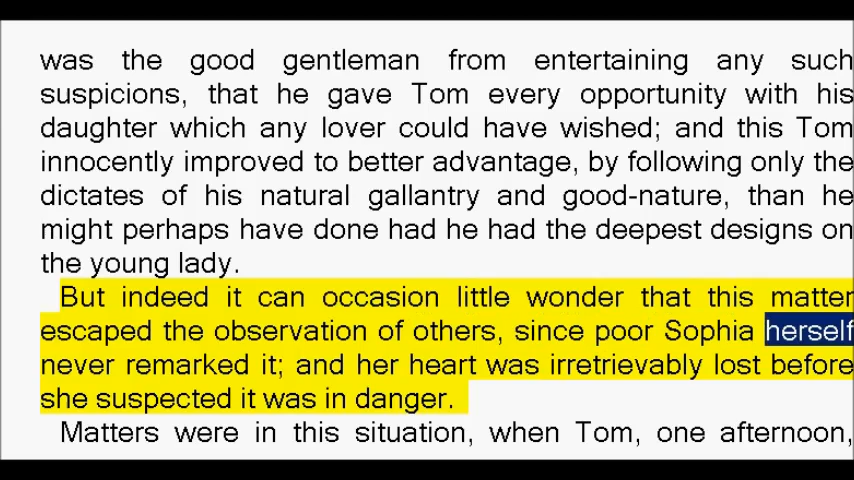 was the good gentleman from entertaining any such
suspicions, that he gave Tom every opportunity with his
daughter which any lover could have wished; and this Tom
innocently improved to better advantage, by following only the
dictates of his natural gallantry and good-nature, than he
might perhaps have done had he had the deepest designs on
the young lady.
But indeed it can occasion little wonder that this matter
escaped the observation of others, since poor Sophia herself
never remarked it; and her heart was irretrievably lost before
she suspected it was in danger.
Matters were in this situation, when Tom, one afternoon,